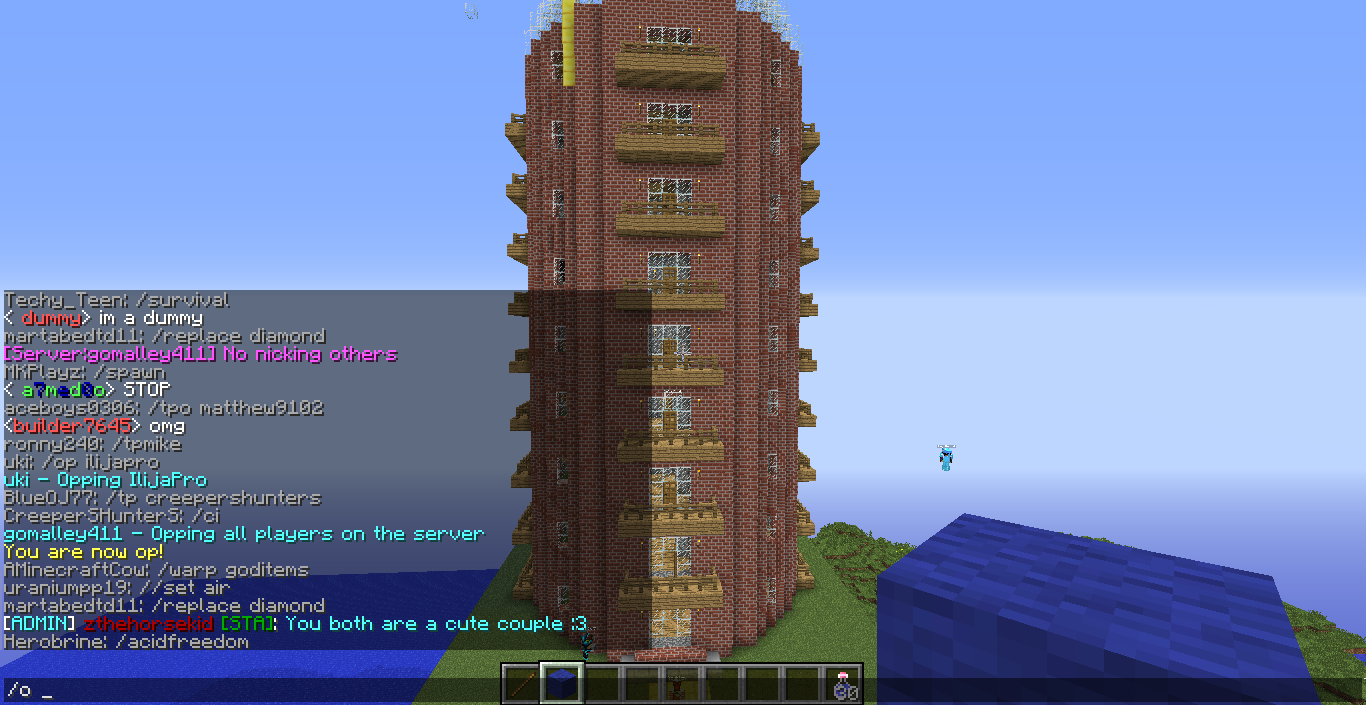 Techy_Teen: /survival
< dummy> im a dummy
martabedtd11: /replace diamond
[Server:gomalley411] No nicking others
MKPlayz: /spawn
STOP
aceboys0306: /tpo matthew9102
<builder7645> omg
ronny240: /tpmike
uki: /op ilijapro
uki - Opping IlijaPro
BlueOJ77: /tp creepershunters
CreeperSHunterS: /ci
gomalley411 - Opping all players on the server
You are now op!
AMinecraftCow: /warp goditems
uraniumpp19: //set air
martabedtd11: /replace diamond
[ADMIN] zthehorsekid [STA]: You both are a cute couple :3
Herobrine: /acidfreedom
/o _
30